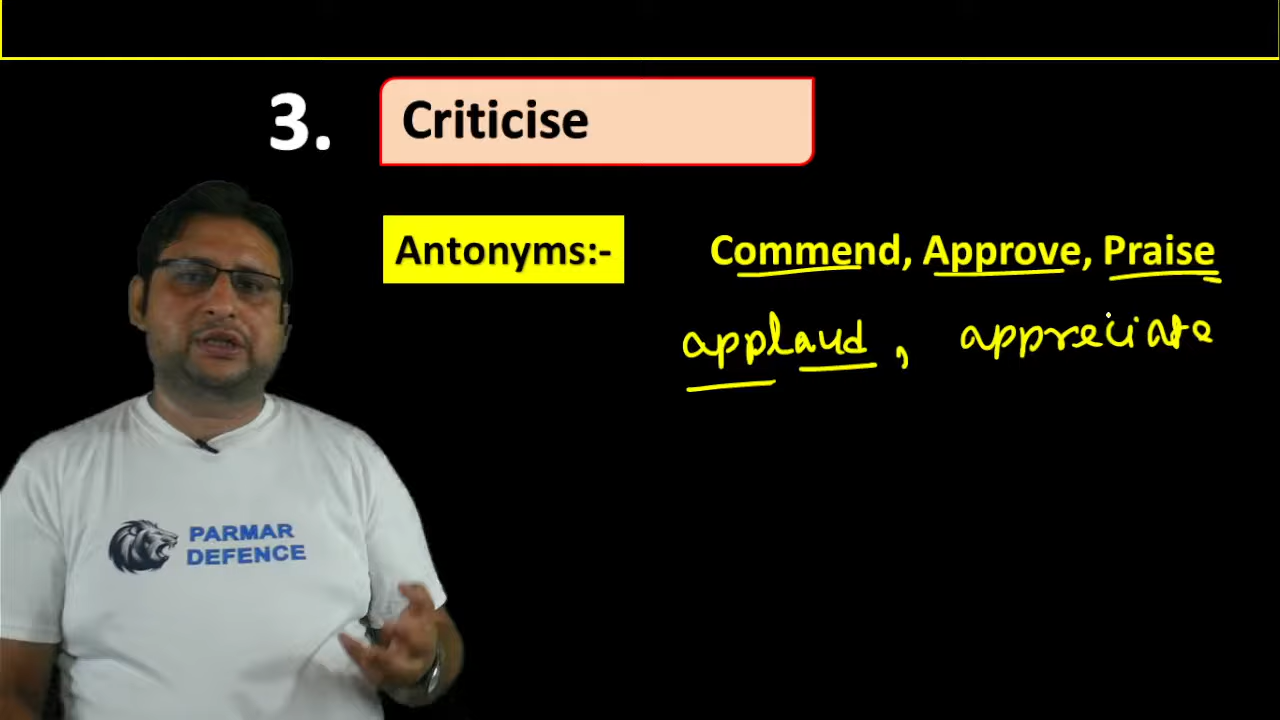 3. Criticise
Antonyms:- Commend, Approve, Praise
applaud, appreciate
PARMAR
DEFENCE